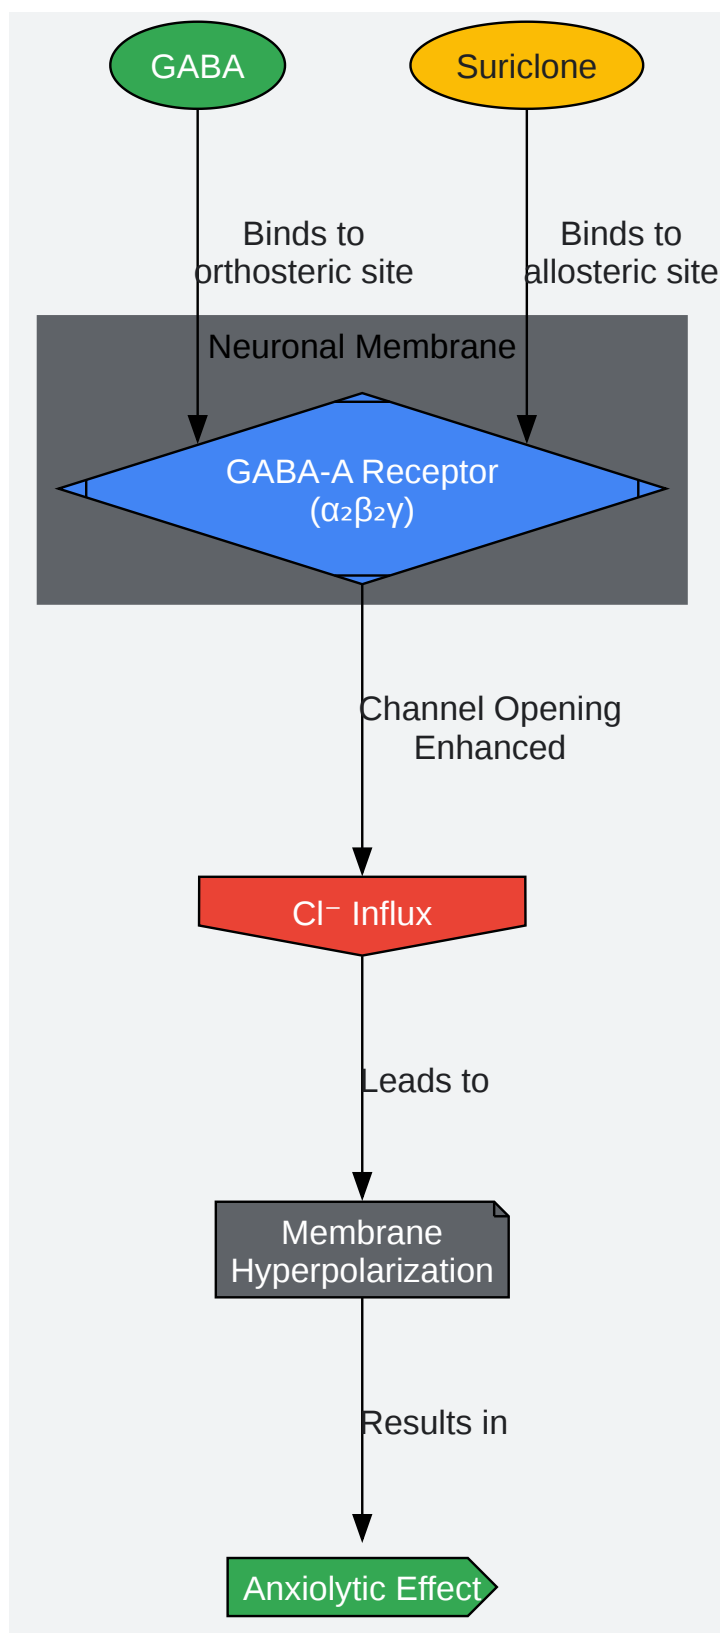 GABA
Suriclone
Binds to
orthosteric site
Binds to
allosteric site
Neuronal Membrane
GABA-A Receptor
(α₂β₂γ)
Channel Opening
Enhanced
Cl⁻ Influx
Leads to
Membrane
Hyperpolarization
Results in
Anxiolytic Effect